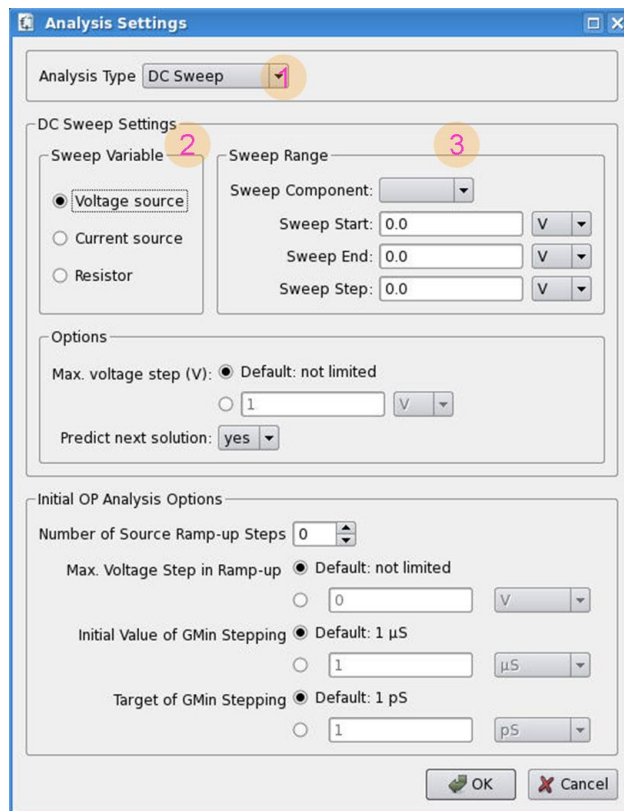 Analysis Settings
Analysis Type DC Sweep 1
DC Sweep Settings
Sweep Variable 2
Voltage source
Current source
Resistor
Sweep Range 3
Sweep Component:
Sweep Start: 0.0 V
Sweep End: 0.0 V
Sweep Step: 0.0 V
Options
Max. voltage step (V): Default: not limited
1 V
Predict next solution: yes
Initial OP Analysis Options
Number of Source Ramp-up Steps 0
Max. Voltage Step in Ramp-up Default: not limited
0 V
Initial Value of GMin Stepping Default: 1 µS
1 µS
Target of GMin Stepping Default: 1 pS
1 pS
OK Cancel